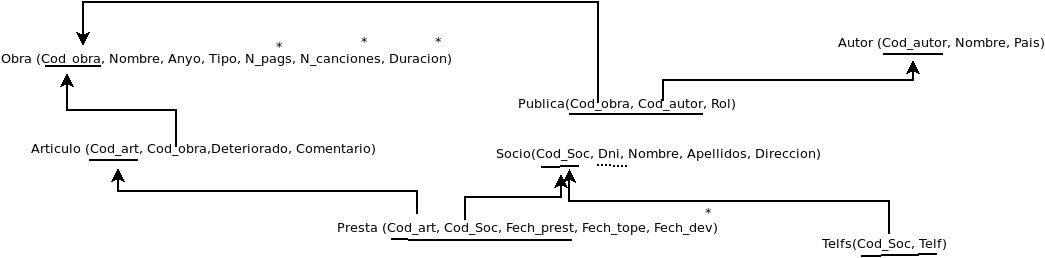 * * *
Autor (Cod_autor, Nombre, Pais)
Obra (Cod_obra, Nombre, Anyo, Tipo, N_pags, N_canciones, Duracion)
Publica(Cod_obra, Cod_autor, Rol)
Articulo (Cod_art, Cod_obra,Deteriorado, Comentario)
Socio(Cod_Soc, Dni, Nombre, Apellidos, Direccion)
*
Presta (Cod_art, Cod_Soc, Fech_prest, Fech_tope, Fech_dev)
Telfs(Cod_Soc, Telf)